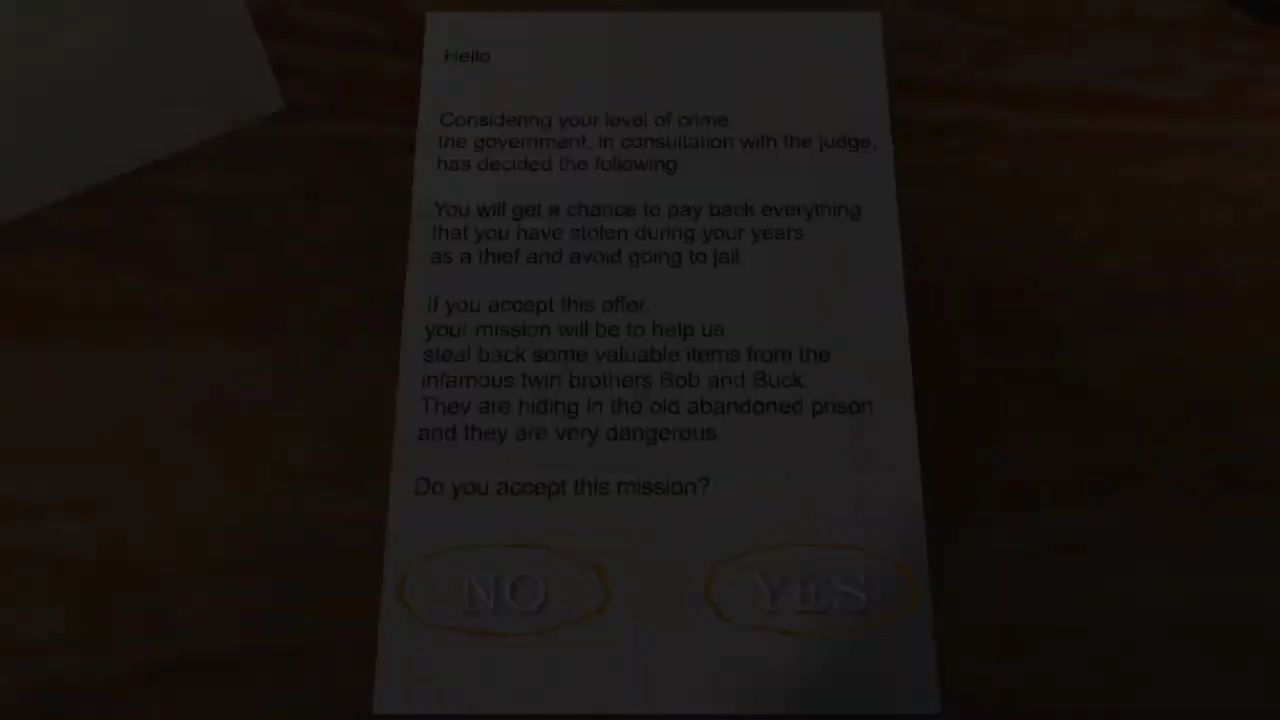 Hello
Considering your level of crime,
the government, in consultation with the judge,
has decided the following
You will get a chance to pay back everything
that you have stolen during your years
as a thief and avoid going to jail
If you accept this offer,
your mission will be to help us
steal back some valuable items from the
infamous twin brothers Bob and Buck
They are hiding in the old abandoned prison
and they are very dangerous
Do you accept this mission?
NO YES